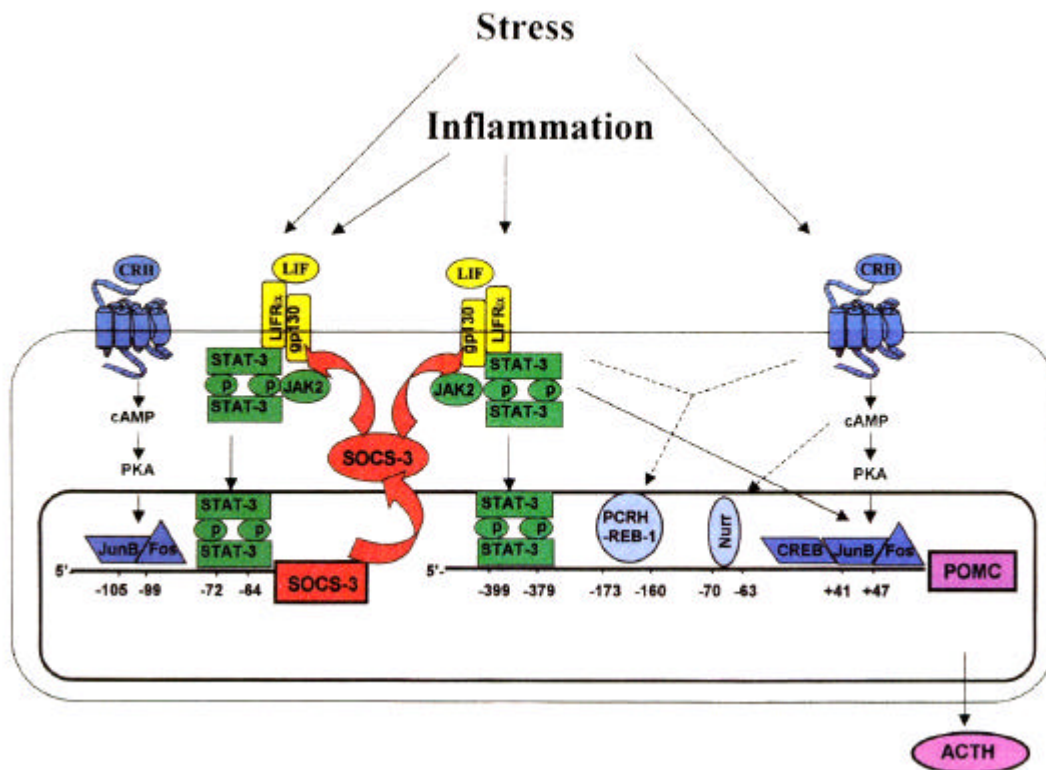 Stress
Inflammation
CRH
LIF
LIF
CRH
LIFRα
gp130
gp130
LIFRα
STAT-3
P P
JAK2
STAT-3
STAT-3
JAK2
P P
STAT-3
cAMP
cAMP
SOCS-3
PKA
PKA
STAT-3
P P
STAT-3
STAT-3
P P
STAT-3
PCRH
-REB-1
Nurr
JunB Fos
CREB JunB Fos
5'-
SOCS-3
5'-
POMC
-105 -99 -72 -64
-399 -379 -173 -160 -70 -63 +41 +47
ACTH